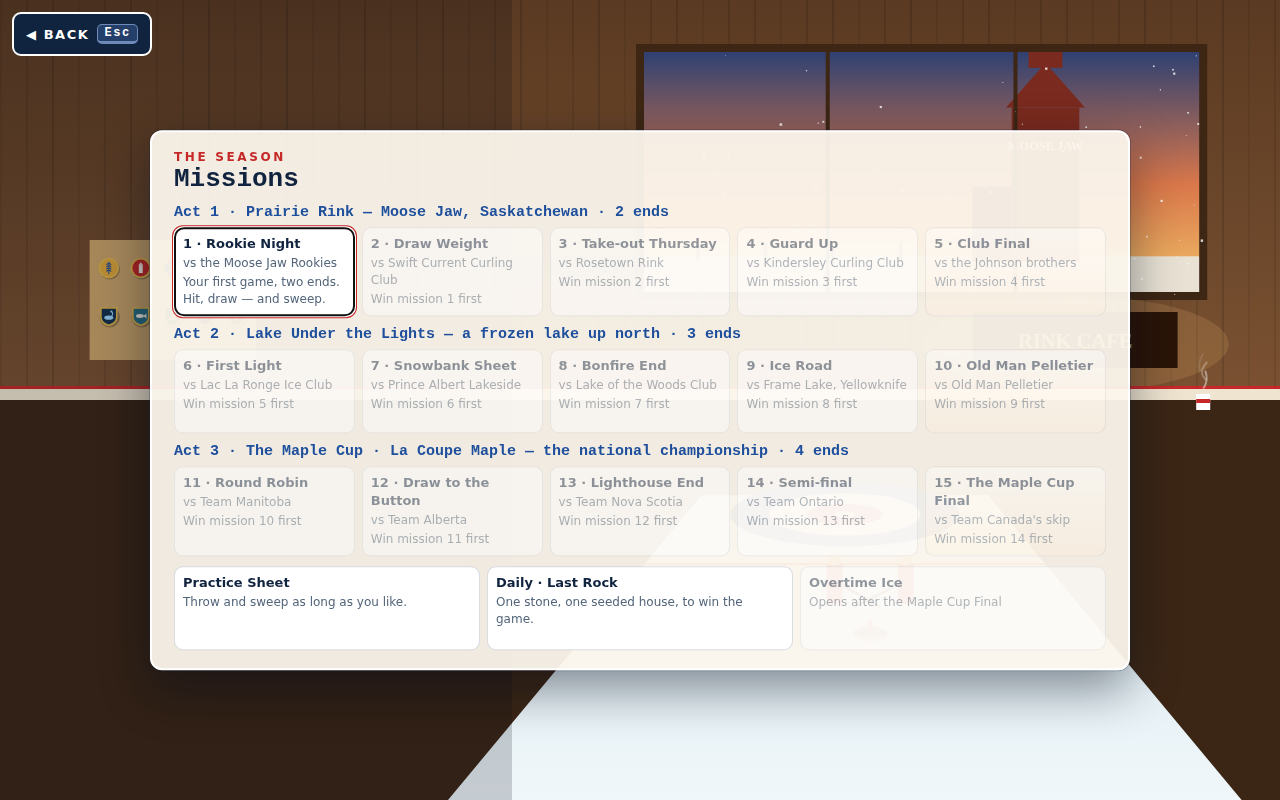 ◀ BACK Esc
MOOSE JAW
THE SEASON
Missions
Act 1 · Prairie Rink — Moose Jaw, Saskatchewan · 2 ends
1 · Rookie Night
vs the Moose Jaw Rookies
Your first game, two ends.
Hit, draw — and sweep.
2 · Draw Weight
vs Swift Current Curling
Club
Win mission 1 first
3 · Take-out Thursday
vs Rosetown Rink
Win mission 2 first
4 · Guard Up
vs Kindersley Curling Club
Win mission 3 first
5 · Club Final
vs the Johnson brothers
Win mission 4 first
Act 2 · Lake Under the Lights — a frozen lake up north · 3 ends
RINK CAFE
6 · First Light
vs Lac La Ronge Ice Club
Win mission 5 first
7 · Snowbank Sheet
vs Prince Albert Lakeside
Win mission 6 first
8 · Bonfire End
vs Lake of the Woods Club
Win mission 7 first
9 · Ice Road
vs Frame Lake, Yellowknife
Win mission 8 first
10 · Old Man Pelletier
vs Old Man Pelletier
Win mission 9 first
Act 3 · The Maple Cup · La Coupe Maple — the national championship · 4 ends
11 · Round Robin
vs Team Manitoba
Win mission 10 first
12 · Draw to the
Button
vs Team Alberta
Win mission 11 first
13 · Lighthouse End
vs Team Nova Scotia
Win mission 12 first
14 · Semi-final
vs Team Ontario
Win mission 13 first
15 · The Maple Cup
Final
vs Team Canada's skip
Win mission 14 first
Practice Sheet
Throw and sweep as long as you like.
Daily · Last Rock
One stone, one seeded house, to win the
game.
Overtime Ice
Opens after the Maple Cup Final